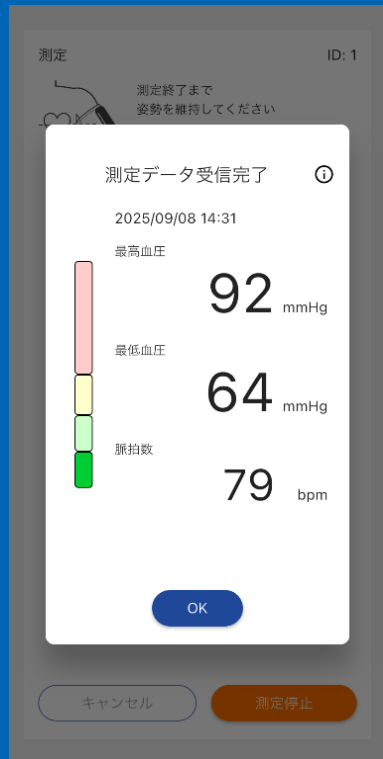 測定
ID: 1
測定終了まで
姿勢を維持してください
測定データ受信完了
2025/09/08 14:31
最高血圧
92 mmHg
最低血圧
64 mmHg
脈拍数
79 bpm
OK
キャンセル
測定停止